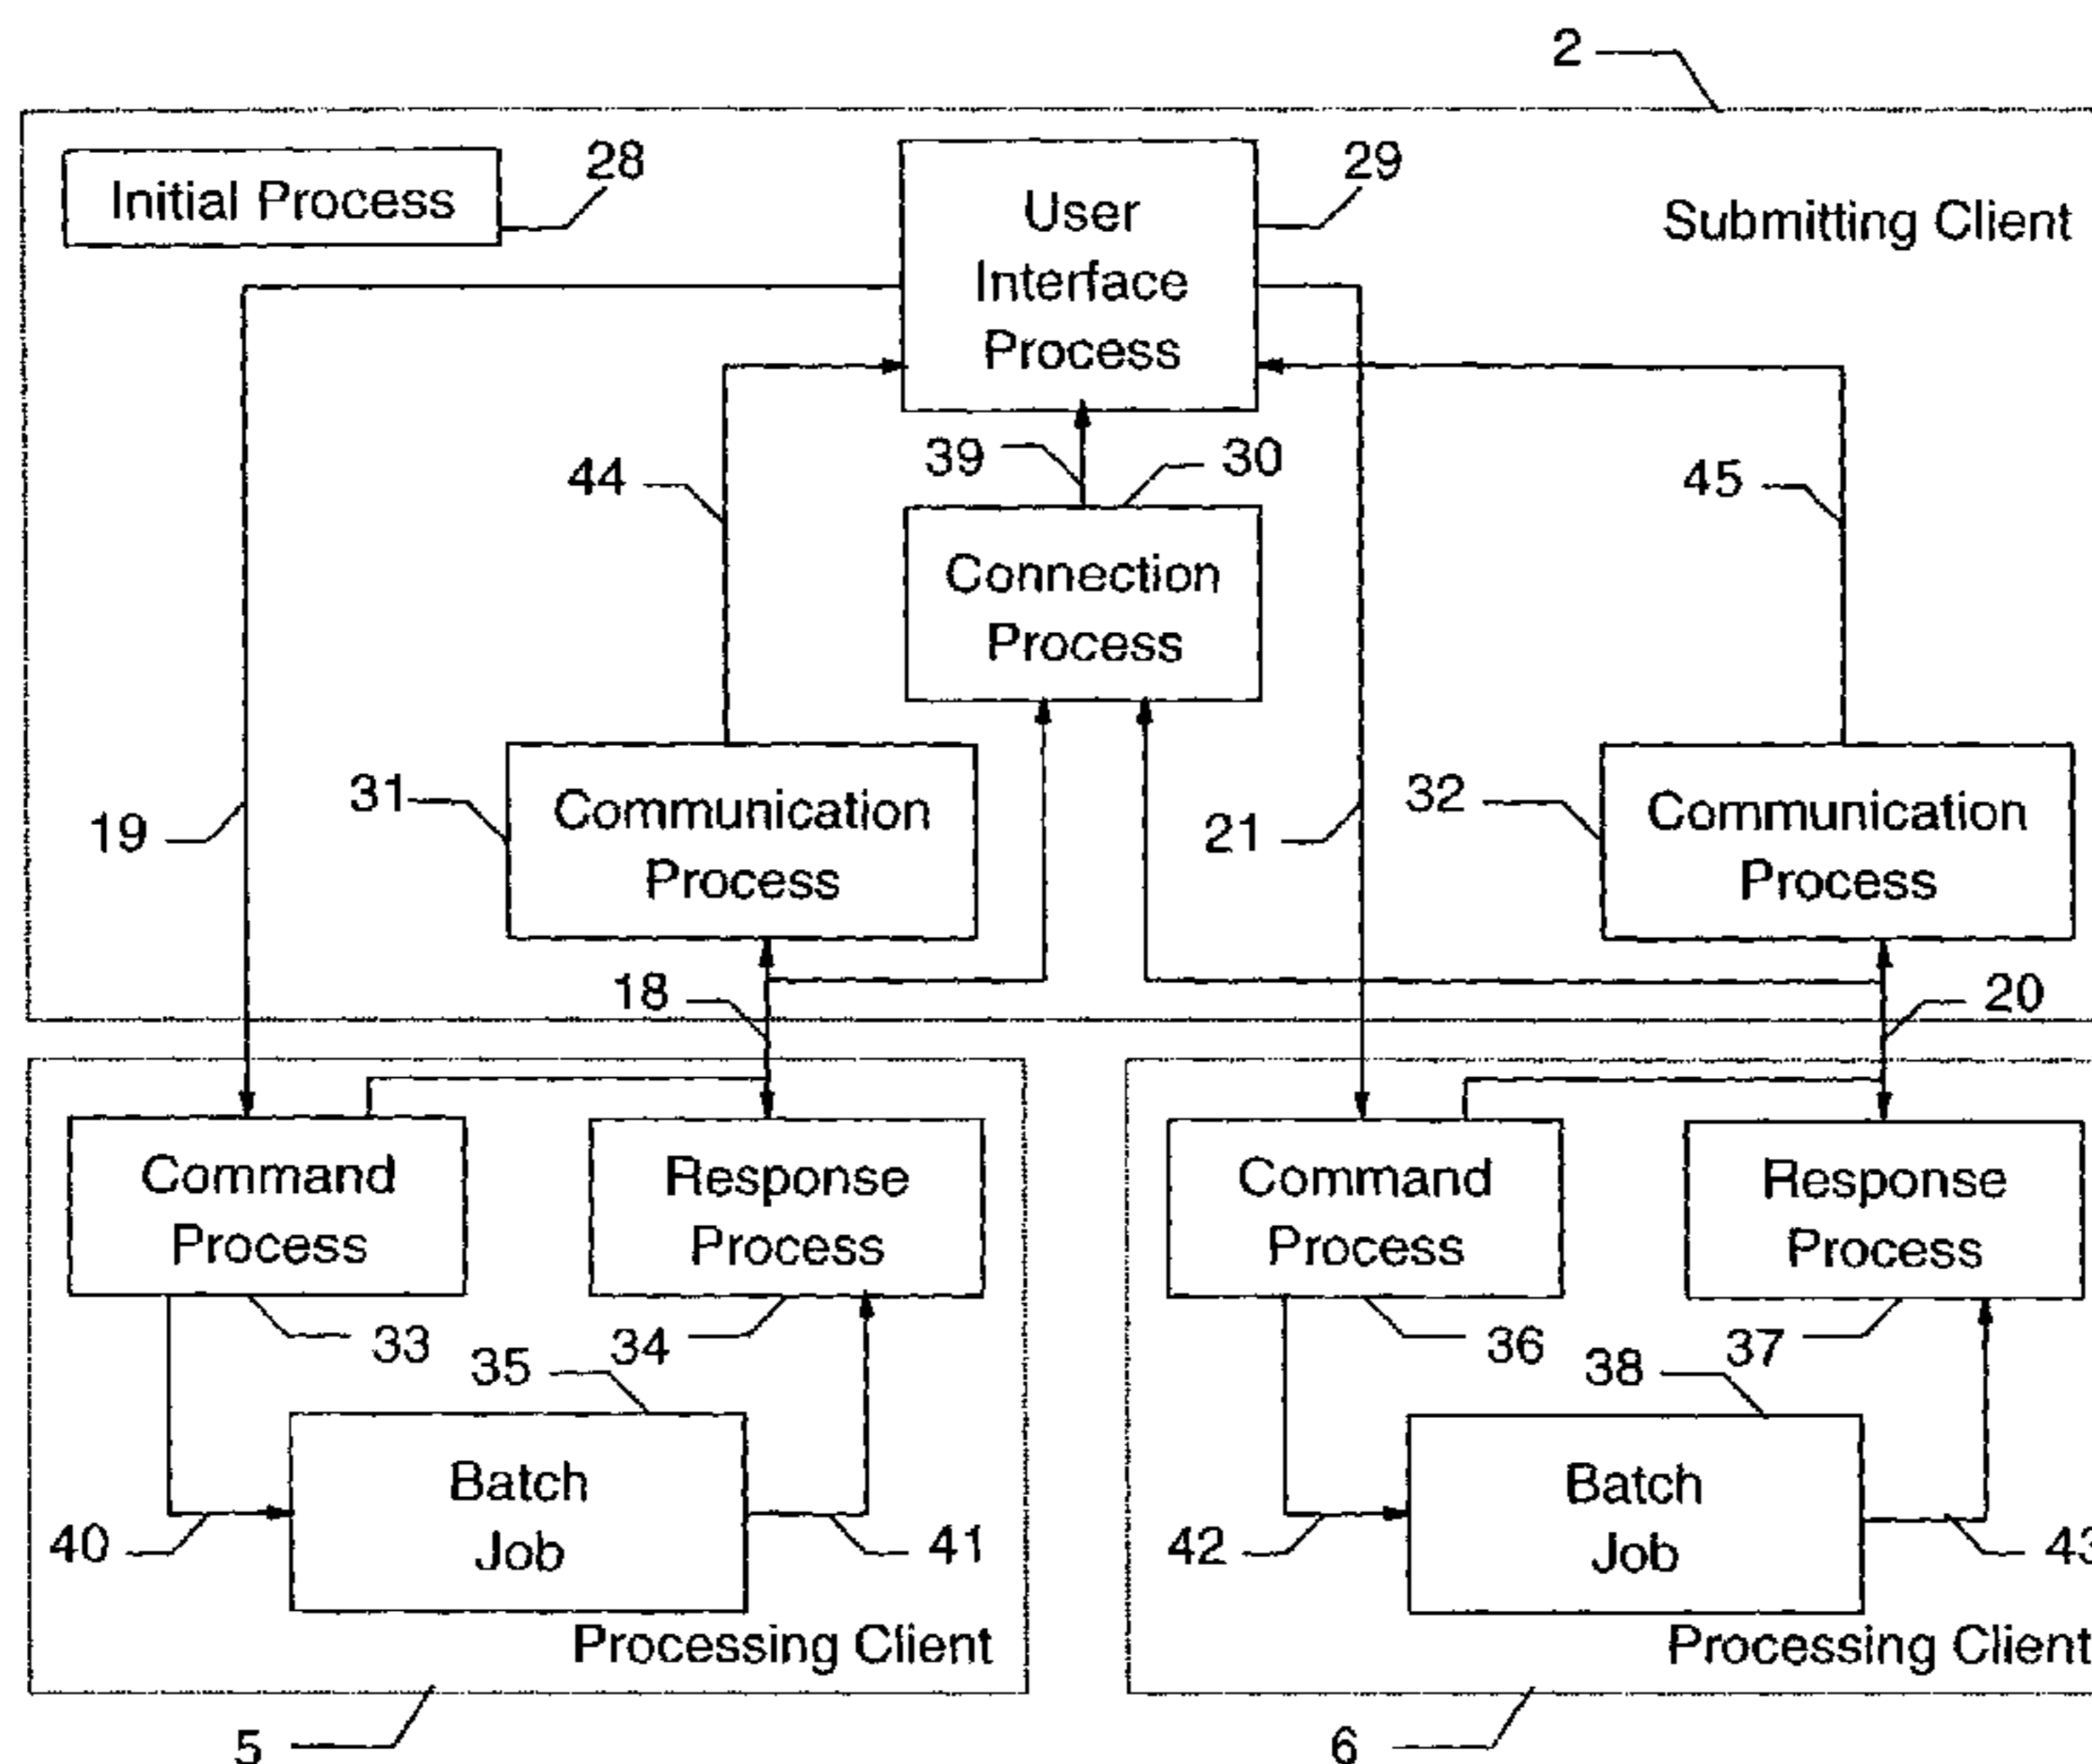 2
Initial Process
28
User
Interface
Process
29
Submitting Client
39
30
44
45
Connection
Process
31
Communication
Process
19
21
32
Communication
Process
18
20
Command
Process
Response
Process
Command
Process
Response
Process
33
34
35
36
37
38
Batch
Job
Batch
Job
40
41
42
43
Processing Client
Processing Client
5
6